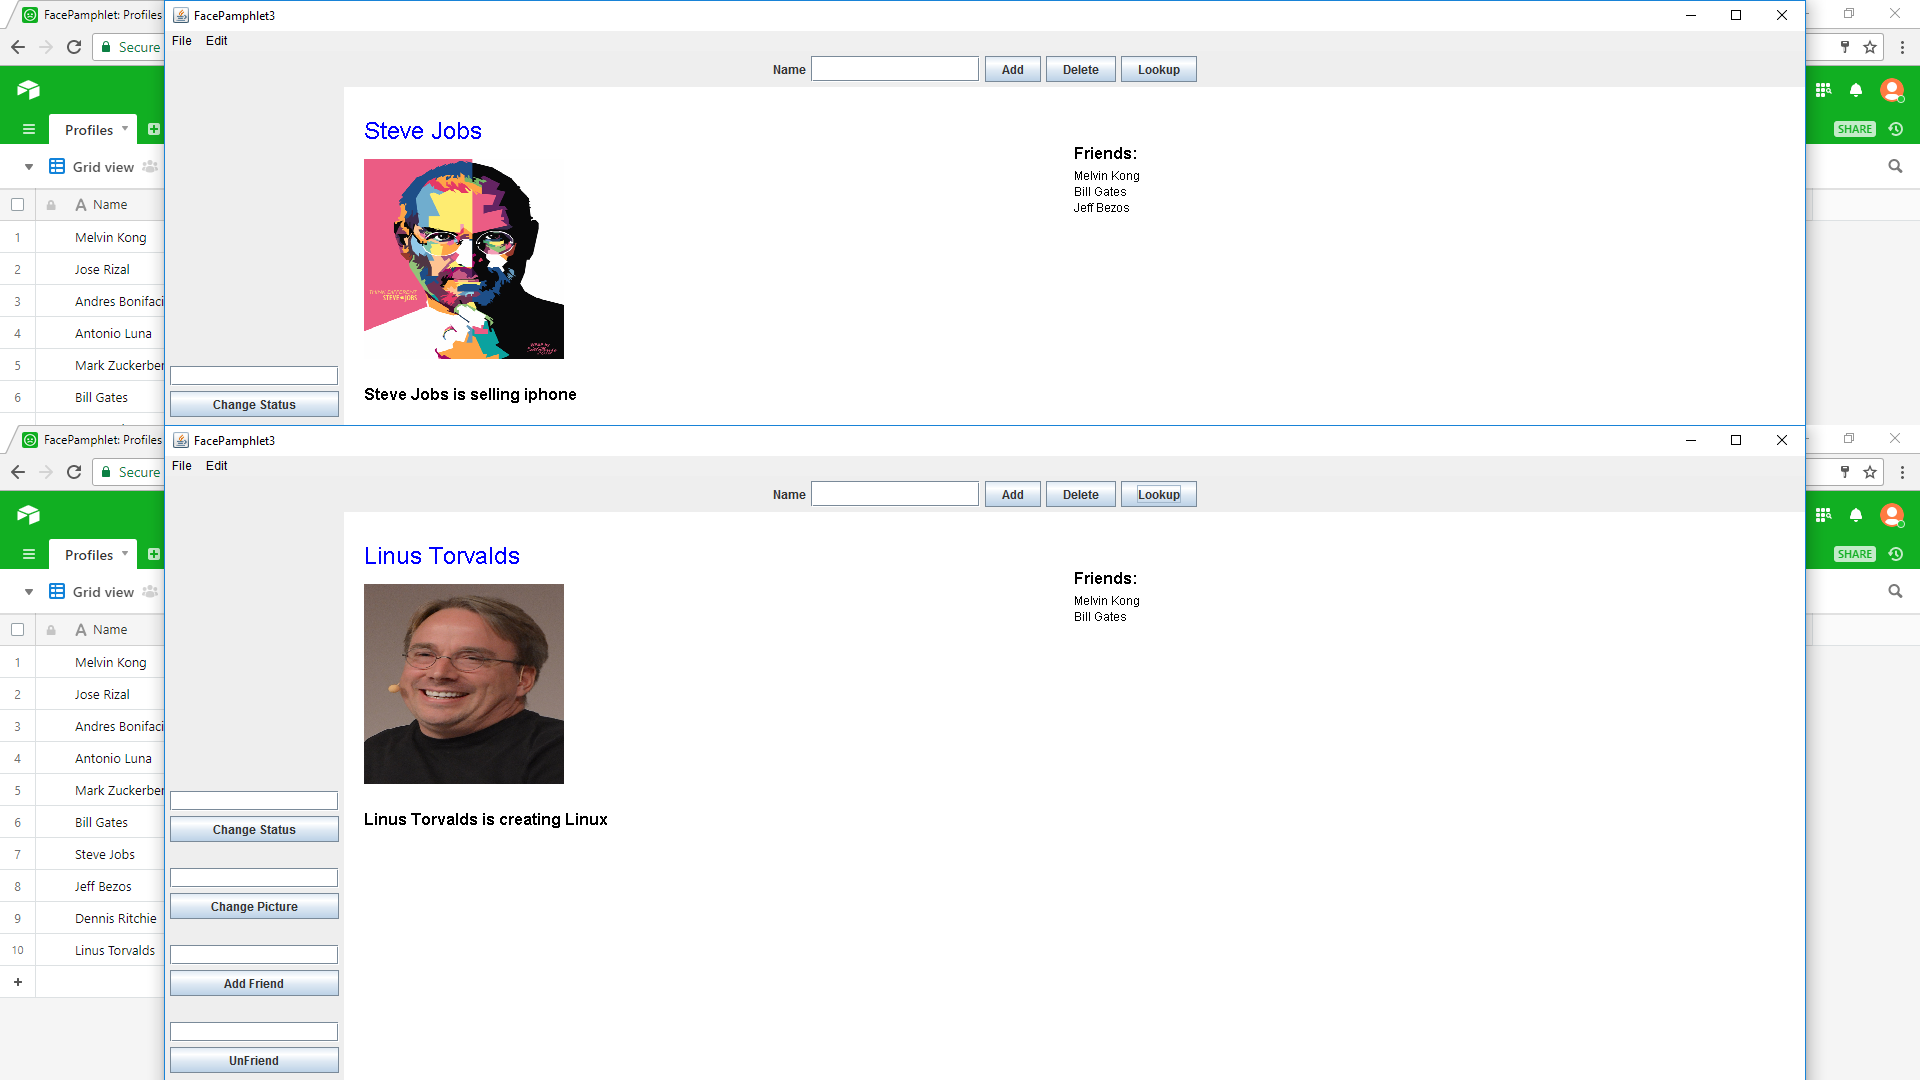 FacePamphlet: Profiles
FacePamphlet3
File Edit
Secure
Name Add Delete Lookup
Profiles
SHARE
Steve Jobs
Grid view
Friends:
Melvin Kong
Bill Gates
Jeff Bezos
A Name
1 Melvin Kong
2 Jose Rizal
3 Andres Bonifaci
4 Antonio Luna
5 Mark Zuckerber
6 Bill Gates
THINK DIFFERENT
STEVE JOBS
Steve Jobs is selling iphone
Change Status
FacePamphlet: Profiles
FacePamphlet3
File Edit
Secure
Name Add Delete Lookup
Profiles
SHARE
Linus Torvalds
Grid view
Friends:
Melvin Kong
Bill Gates
A Name
1 Melvin Kong
2 Jose Rizal
3 Andres Bonifaci
4 Antonio Luna
5 Mark Zuckerber
6 Bill Gates
7 Steve Jobs
8 Jeff Bezos
9 Dennis Ritchie
10 Linus Torvalds
+
Linus Torvalds is creating Linux
Change Status
Change Picture
Add Friend
UnFriend